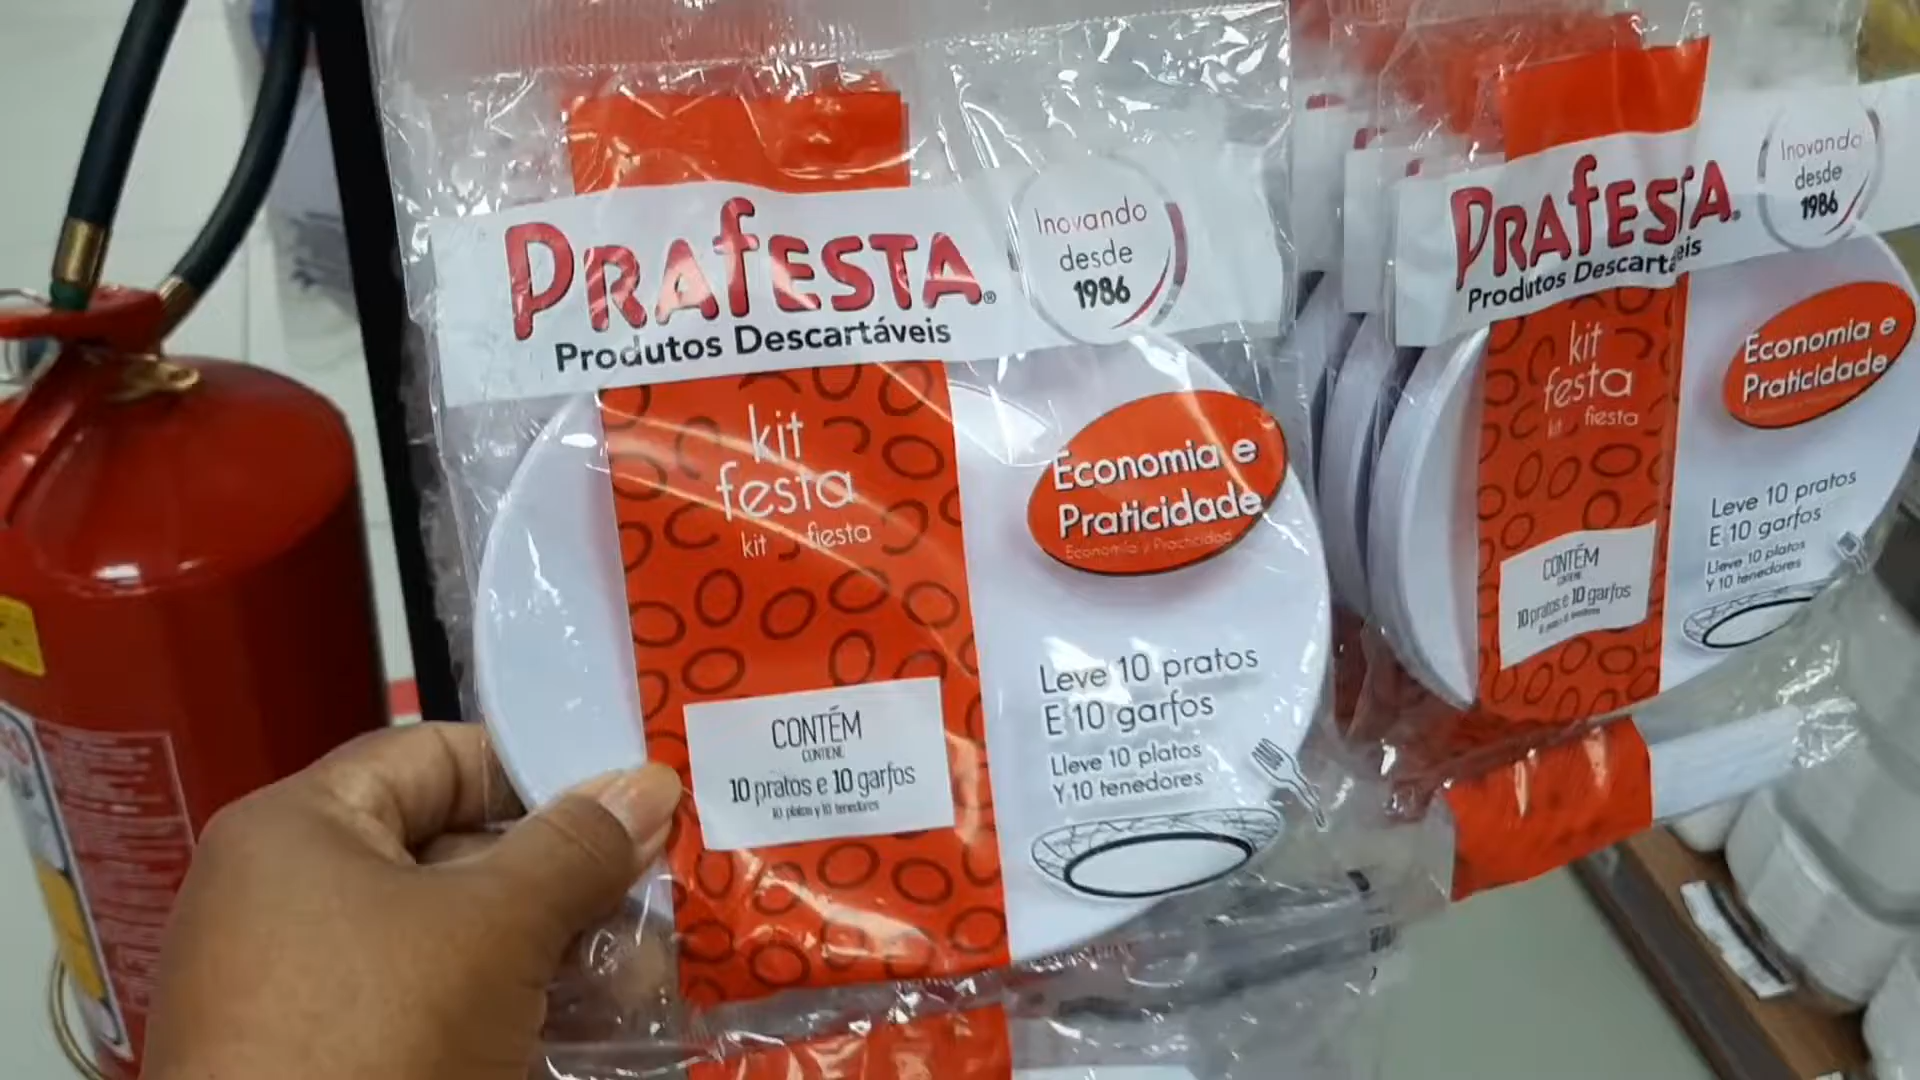 PRAFESTA®
Produtos Descartáveis
Inovando
desde
1986
kit
festa
kit fiesta
Economia e
Praticidade
Economía y Practicidad
Leve 10 pratos
E 10 garfos
Lleve 10 platos
Y 10 tenedores
CONTÉM
CONTIENE
10 pratos e 10 garfos
10 platos y 10 tenedores
PRAFESTA®
Produtos Descartáveis
Inovando
desde
1986
kit
festa
kit fiesta
Economia e
Praticidade
Leve 10 pratos
E 10 garfos
Lleve 10 platos
Y 10 tenedores
CONTÉM
10 pratos e 10 garfos